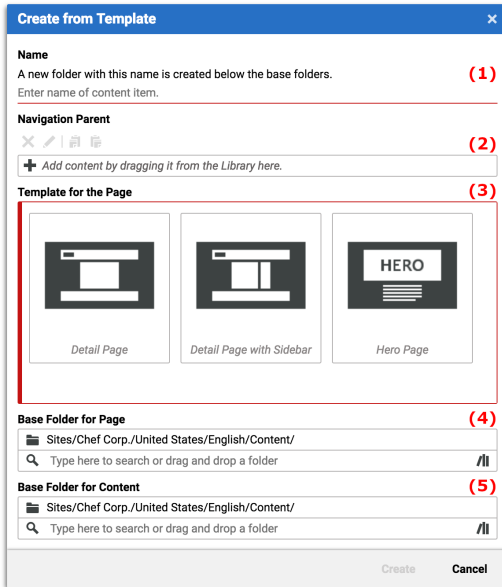 Create from Template ×
Name
A new folder with this name is created below the base folders. (1)
Enter name of content item.
Navigation Parent
(2)
Add content by dragging it from the Library here.
Template for the Page (3)
HERO
Detail Page Detail Page with Sidebar Hero Page
Base Folder for Page (4)
Sites/Chef Corp./United States/English/Content/
Type here to search or drag and drop a folder
Base Folder for Content (5)
Sites/Chef Corp./United States/English/Content/
Type here to search or drag and drop a folder
Create Cancel